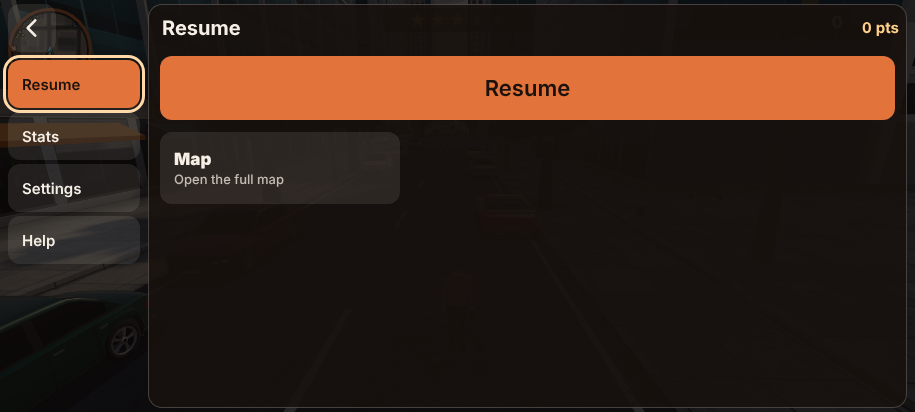 Resume
0 pts
Resume
Resume
Stats
Settings
Help
Map
Open the full map